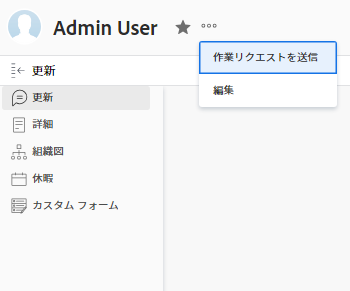 Admin User
作業リクエストを送信
更新
編集
更新
詳細
組織図
休暇
カスタム フォーム